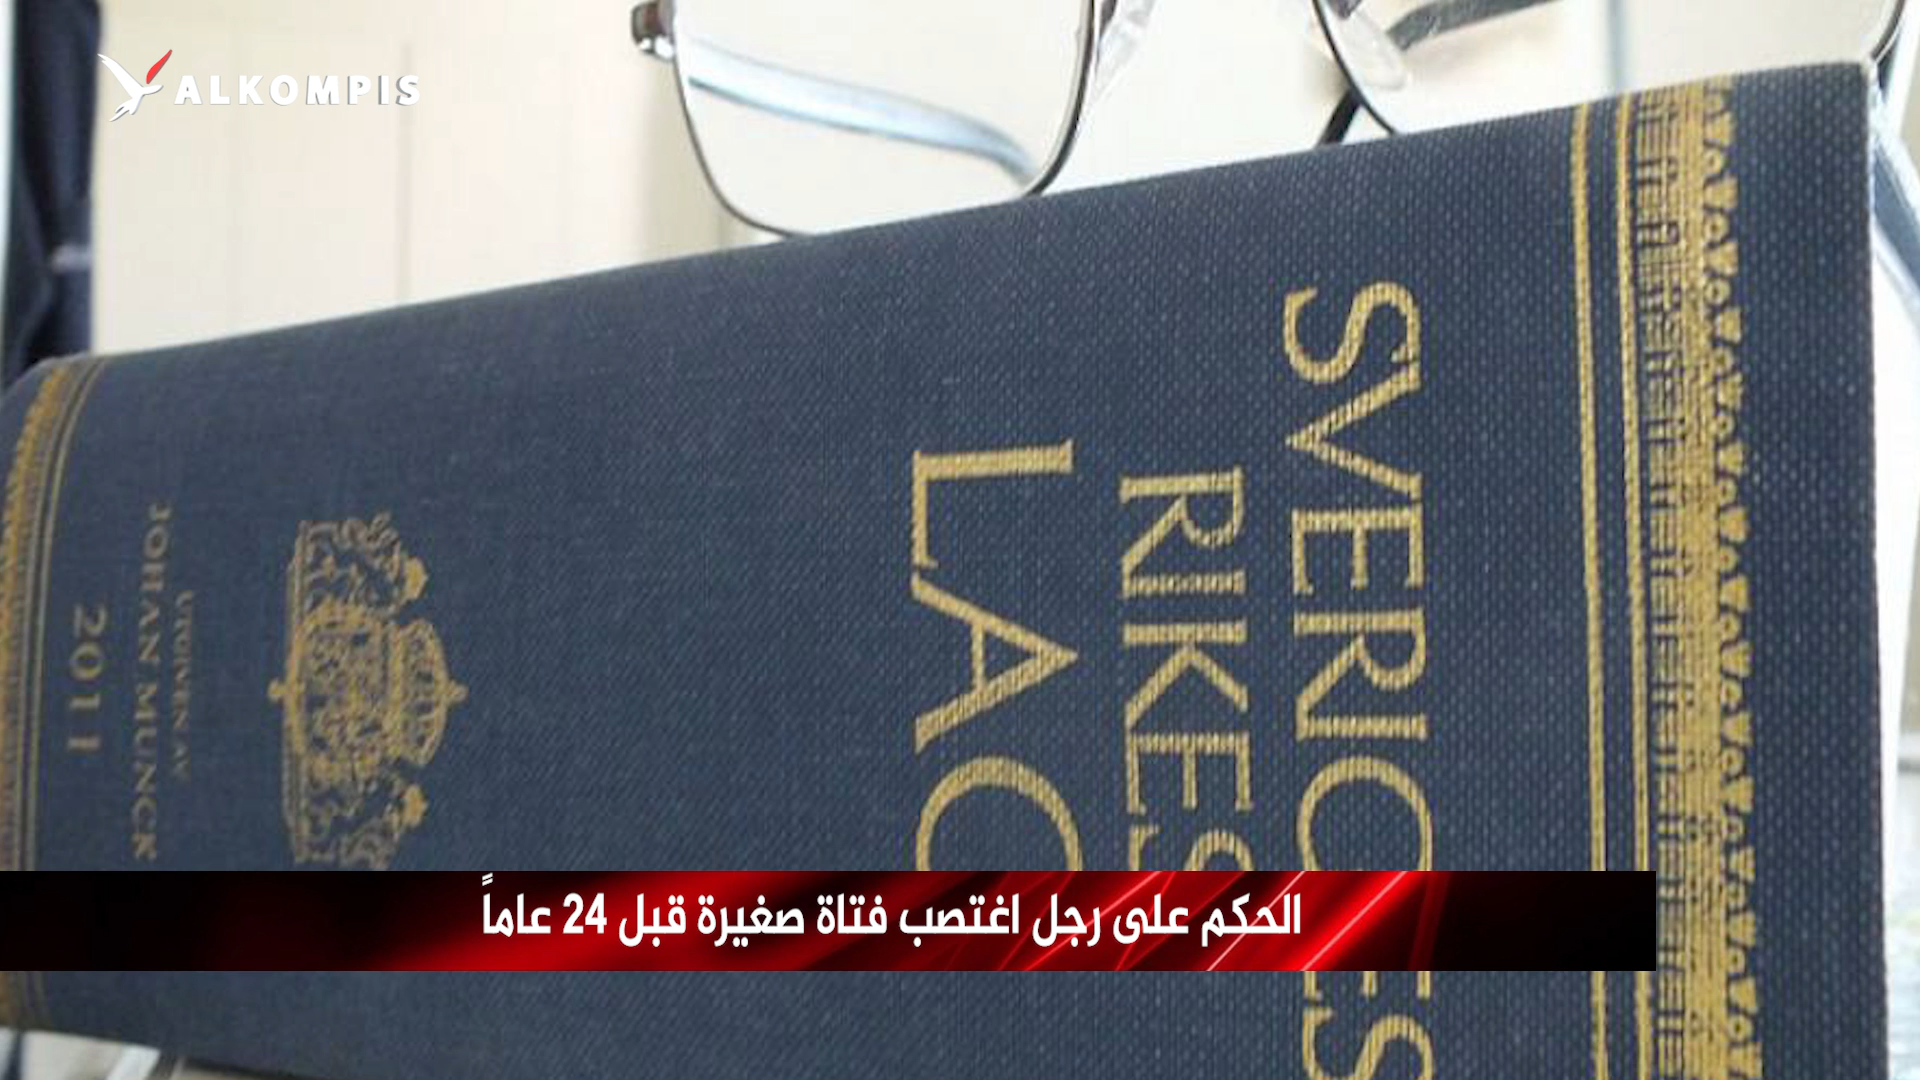 ALKOMPIS
SVERIGES
RIKES
LAG
UTGIVEN AV
JOHAN MUNCK
2011
الحكم على رجل اغتصب فتاة صغيرة قبل 24 عاماً